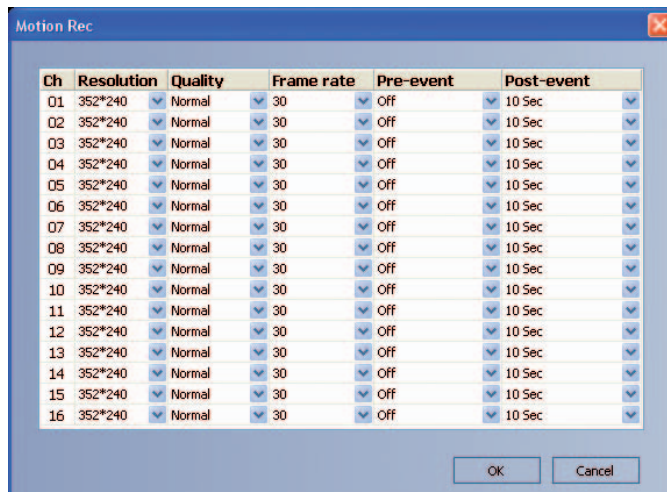 Motion Rec
Ch Resolution Quality Frame rate Pre-event Post-event
01 352*240 Normal 30 Off 10 Sec
02 352*240 Normal 30 Off 10 Sec
03 352*240 Normal 30 Off 10 Sec
04 352*240 Normal 30 Off 10 Sec
05 352*240 Normal 30 Off 10 Sec
06 352*240 Normal 30 Off 10 Sec
07 352*240 Normal 30 Off 10 Sec
08 352*240 Normal 30 Off 10 Sec
09 352*240 Normal 30 Off 10 Sec
10 352*240 Normal 30 Off 10 Sec
11 352*240 Normal 30 Off 10 Sec
12 352*240 Normal 30 Off 10 Sec
13 352*240 Normal 30 Off 10 Sec
14 352*240 Normal 30 Off 10 Sec
15 352*240 Normal 30 Off 10 Sec
16 352*240 Normal 30 Off 10 Sec
OK Cancel